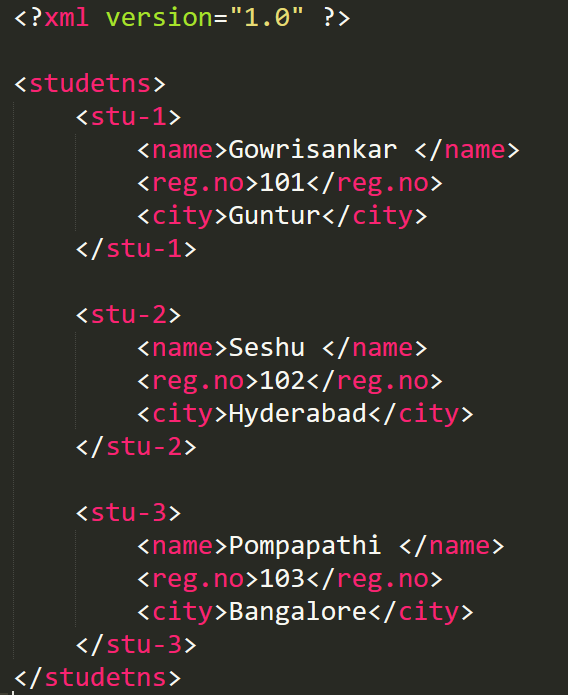 <?xml version="1.0" ?>
<studetns>
<stu-1>
<name>Gowrisankar </name>
<reg.no>101</reg.no>
<city>Guntur</city>
</stu-1>
<stu-2>
<name>Seshu </name>
<reg.no>102</reg.no>
<city>Hyderabad</city>
</stu-2>
<stu-3>
<name>Pompapathi </name>
<reg.no>103</reg.no>
<city>Bangalore</city>
</stu-3>
</studetns>